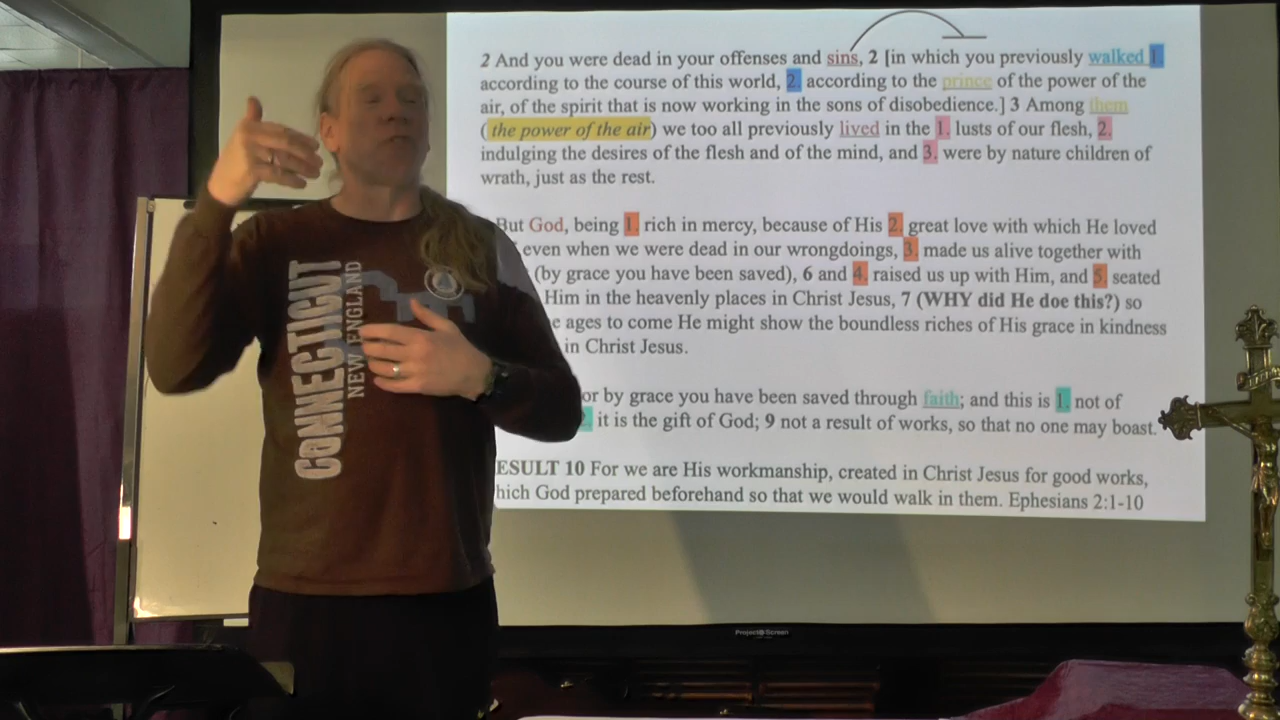 2 And you were dead in your offenses and sins, 2 [in which you previously walked 1.
according to the course of this world, 2. according to the prince of the power of the
air, of the spirit that is now working in the sons of disobedience.] 3 Among them
(the power of the air) we too all previously lived in the 1. lusts of our flesh, 2.
indulging the desires of the flesh and of the mind, and 3. were by nature children of
wrath, just as the rest.
But God, being 1. rich in mercy, because of His 2. great love with which He loved
even when we were dead in our wrongdoings, 3. made us alive together with
(by grace you have been saved), 6 and 4. raised us up with Him, and 5. seated
Him in the heavenly places in Christ Jesus, 7 (WHY did He doe this?) so
e ages to come He might show the boundless riches of His grace in kindness
in Christ Jesus.
or by grace you have been saved through faith; and this is 1. not of
2. it is the gift of God; 9 not a result of works, so that no one may boast.
ESULT 10 For we are His workmanship, created in Christ Jesus for good works,
hich God prepared beforehand so that we would walk in them. Ephesians 2:1-10
CONNECTICUT
NEW ENGLAND
Project Screen